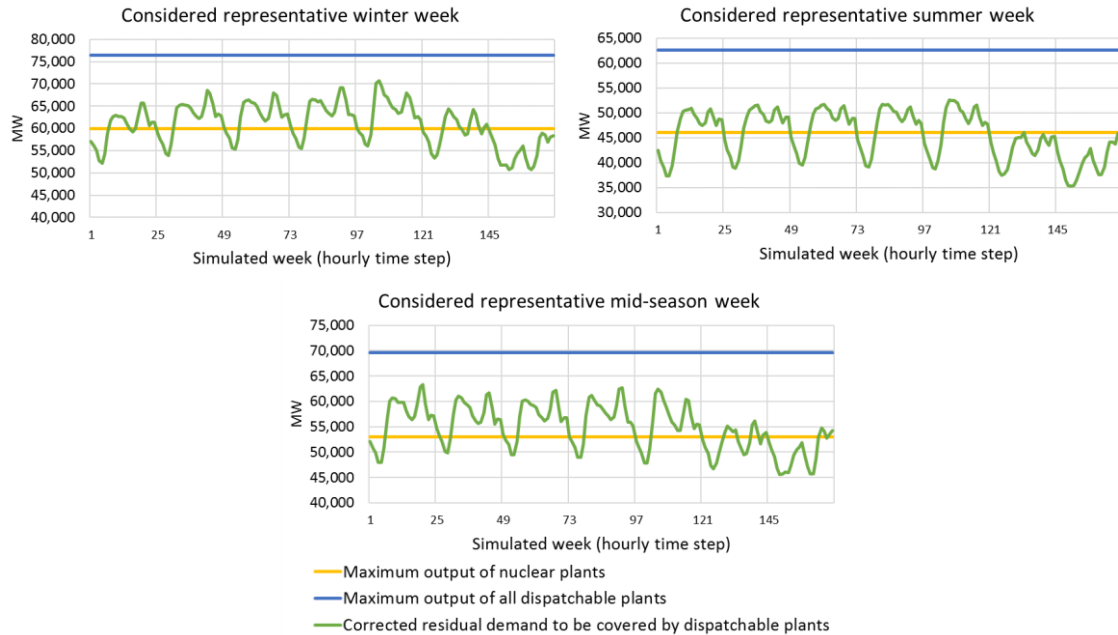 Considered representative winter week
80,000
75,000
70,000
65,000
60,000
55,000
50,000
45,000
40,000
MW
1 25 49 73 97 121 145
Simulated week (hourly time step)
Considered representative summer week
65,000
60,000
55,000
50,000
45,000
40,000
35,000
30,000
MW
1 25 49 73 97 121 145
Simulated week (hourly time step)
Considered representative mid-season week
75,000
70,000
65,000
60,000
55,000
50,000
45,000
40,000
MW
1 25 49 73 97 121 145
Simulated week (hourly time step)
Maximum output of nuclear plants
Maximum output of all dispatchable plants
Corrected residual demand to be covered by dispatchable plants